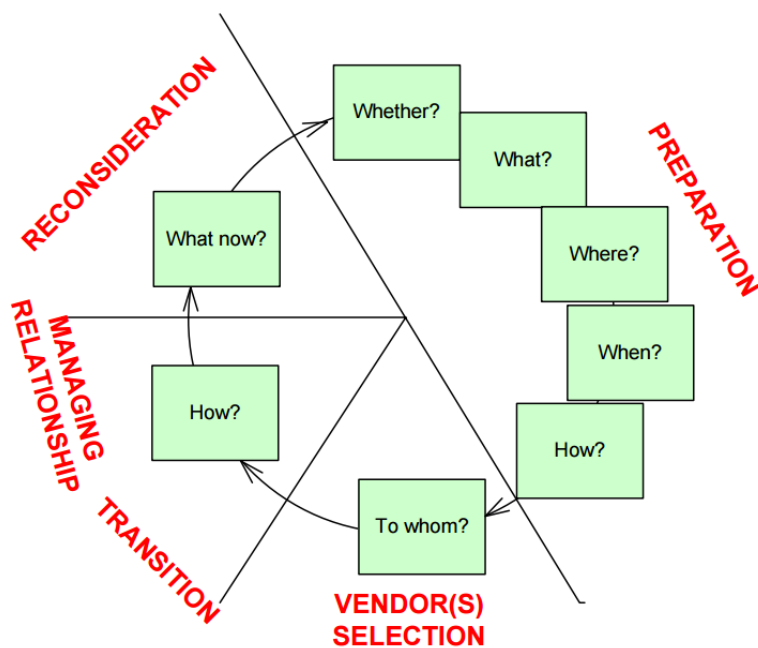 RECONSIDERATION
Whether?
What?
PREPARATION
What now?
Where?
MANAGING
RELATIONSHIP
When?
How?
How?
To whom?
TRANSITION
VENDOR(S)
SELECTION